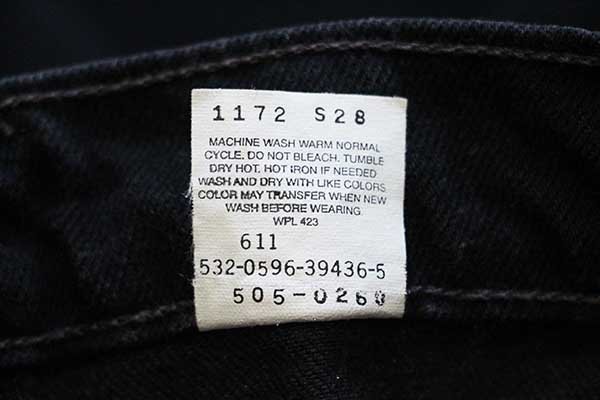 1172 S28
MACHINE WASH WARM NORMAL
CYCLE. DO NOT BLEACH. TUMBLE
DRY HOT. HOT IRON IF NEEDED
WASH AND DRY WITH LIKE COLORS
COLOR MAY TRANSFER WHEN NEW
WASH BEFORE WEARING
WPL 423
611
532-0596-39436-5
505-0260